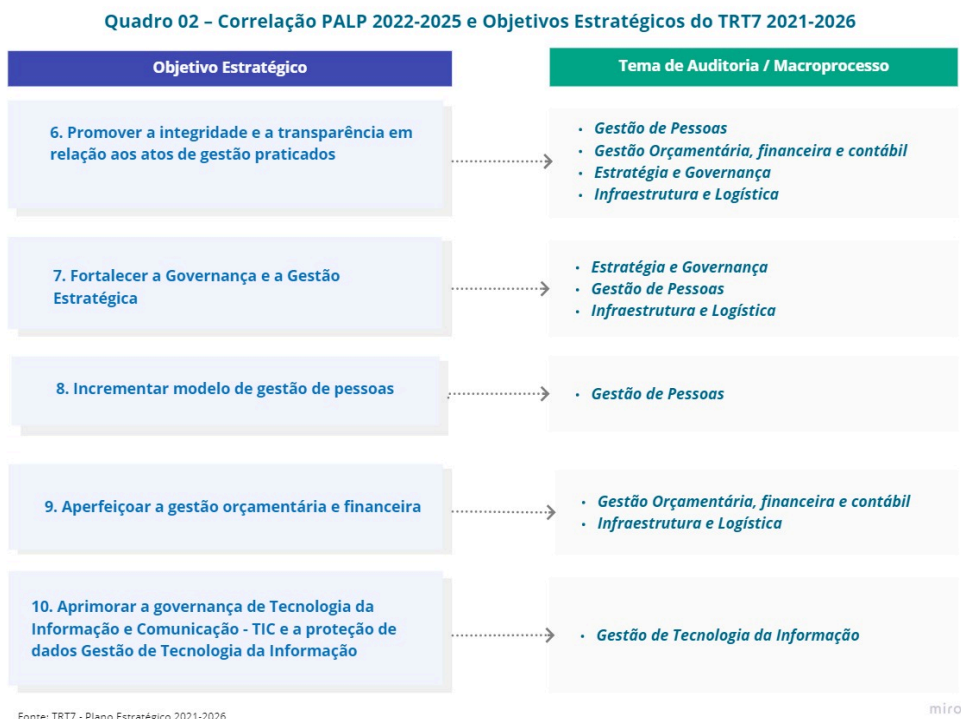 Quadro 02 – Correlação PALP 2022-2025 e Objetivos Estratégicos do TRT7 2021-2026
Objetivo Estratégico
Tema de Auditoria / Macroprocesso
6. Promover a integridade e a transparência em
relação aos atos de gestão praticados
• Gestão de Pessoas
• Gestão Orçamentária, financeira e contábil
• Estratégia e Governança
• Infraestrutura e Logística
7. Fortalecer a Governança e a Gestão
Estratégica
• Estratégia e Governança
• Gestão de Pessoas
• Infraestrutura e Logística
8. Incrementar modelo de gestão de pessoas
• Gestão de Pessoas
9. Aperfeiçoar a gestão orçamentária e financeira
• Gestão Orçamentária, financeira e contábil
• Infraestrutura e Logística
10. Aprimorar a governança de Tecnologia da
Informação e Comunicação - TIC e a proteção de
dados Gestão de Tecnologia da Informação
• Gestão de Tecnologia da Informação
Fonte: TRT7 - Plano Estratégico 2021-2026
miro